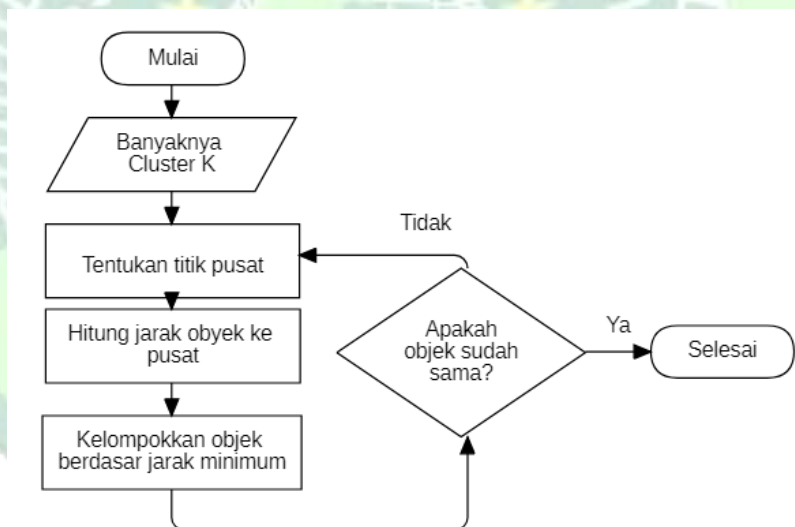 Mulai
Banyaknya
Cluster K
Tentukan titik pusat
Hitung jarak obyek ke
pusat
Kelompokkan objek
berdasar jarak minimum
Tidak
Apakah
objek sudah
sama?
Ya
Selesai